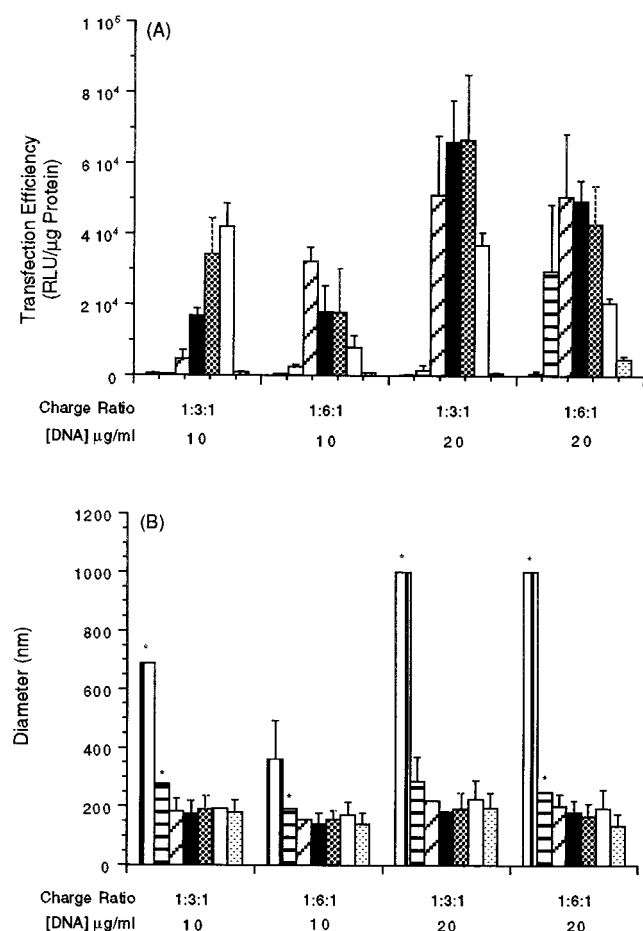 (A)
Transfection Efficiency
(RLU/µg Protein)
1 10⁵
8 10⁴
6 10⁴
4 10⁴
2 10⁴
0
Charge Ratio 1:3:1 1:6:1 1:3:1 1:6:1
[DNA] µg/ml 10 10 20 20
(B)
Diameter (nm)
1200
1000
800
600
400
200
0
* * * * * *
Charge Ratio 1:3:1 1:6:1 1:3:1 1:6:1
[DNA] µg/ml 10 10 20 20